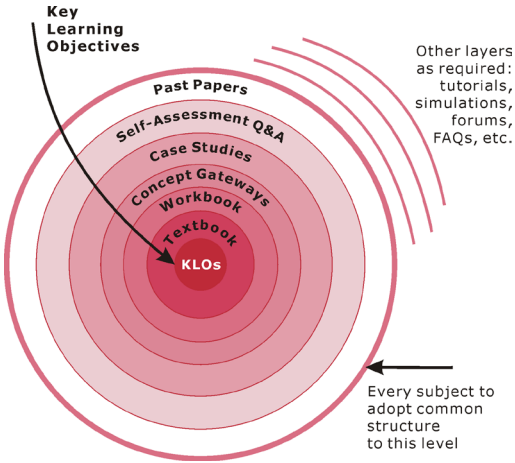 Key
Learning
Objectives
Other layers
as required:
tutorials,
simulations,
forums,
FAQs, etc.
Past Papers
Self-Assessment Q&A
Case Studies
Concept Gateways
Workbook
Textbook
KLOs
Every subject to
adopt common
structure
to this level